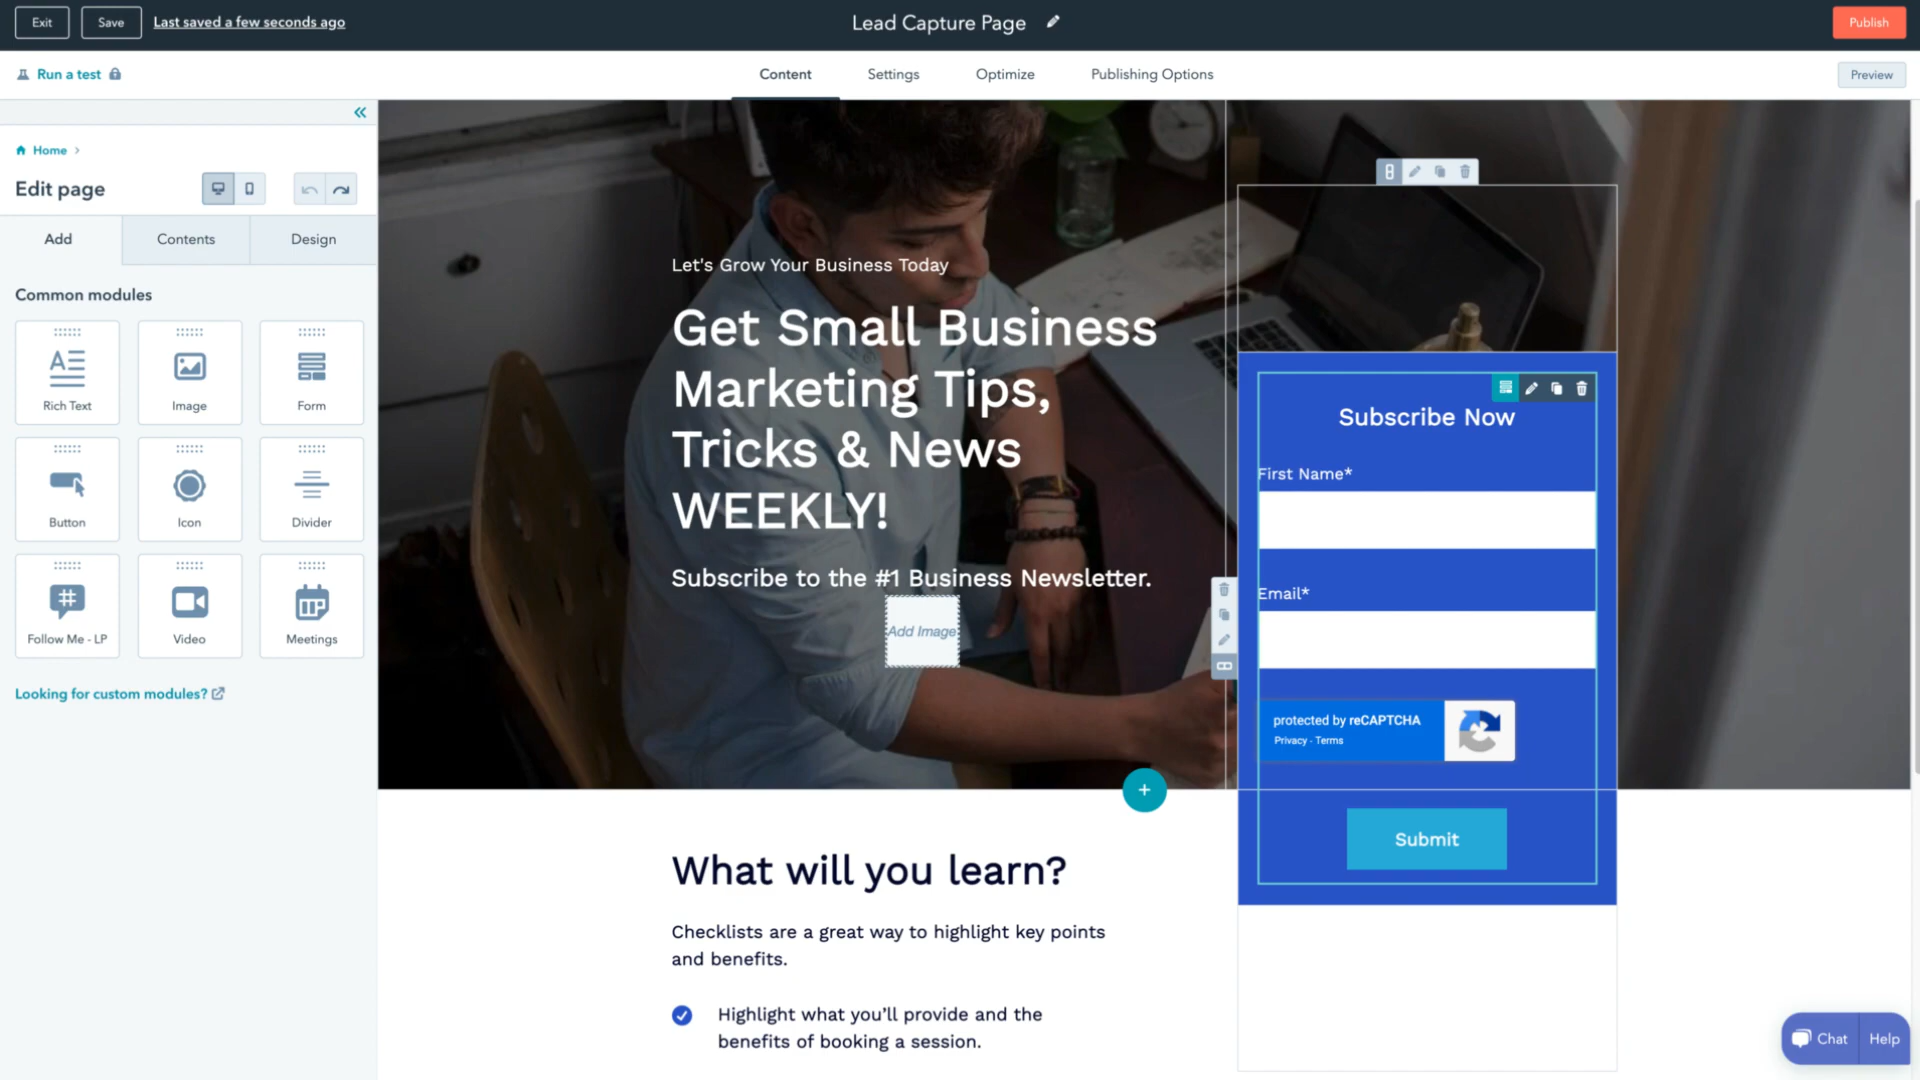 Exit
Save
Last saved a few seconds ago
Lead Capture Page
Publish
Run a test
Content
Settings
Optimize
Publishing Options
Preview
Home
Edit page
Add
Contents
Design
Common modules
Rich Text
Image
Form
Button
Icon
Divider
Follow Me - LP
Video
Meetings
Looking for custom modules?
Let's Grow Your Business Today
Get Small Business
Marketing Tips,
Tricks & News
WEEKLY!
Subscribe to the #1 Business Newsletter.
Add Image
Subscribe Now
First Name*
Email*
protected by reCAPTCHA
Privacy - Terms
Submit
What will you learn?
Checklists are a great way to highlight key points
and benefits.
Highlight what you’ll provide and the
benefits of booking a session.
Chat
Help